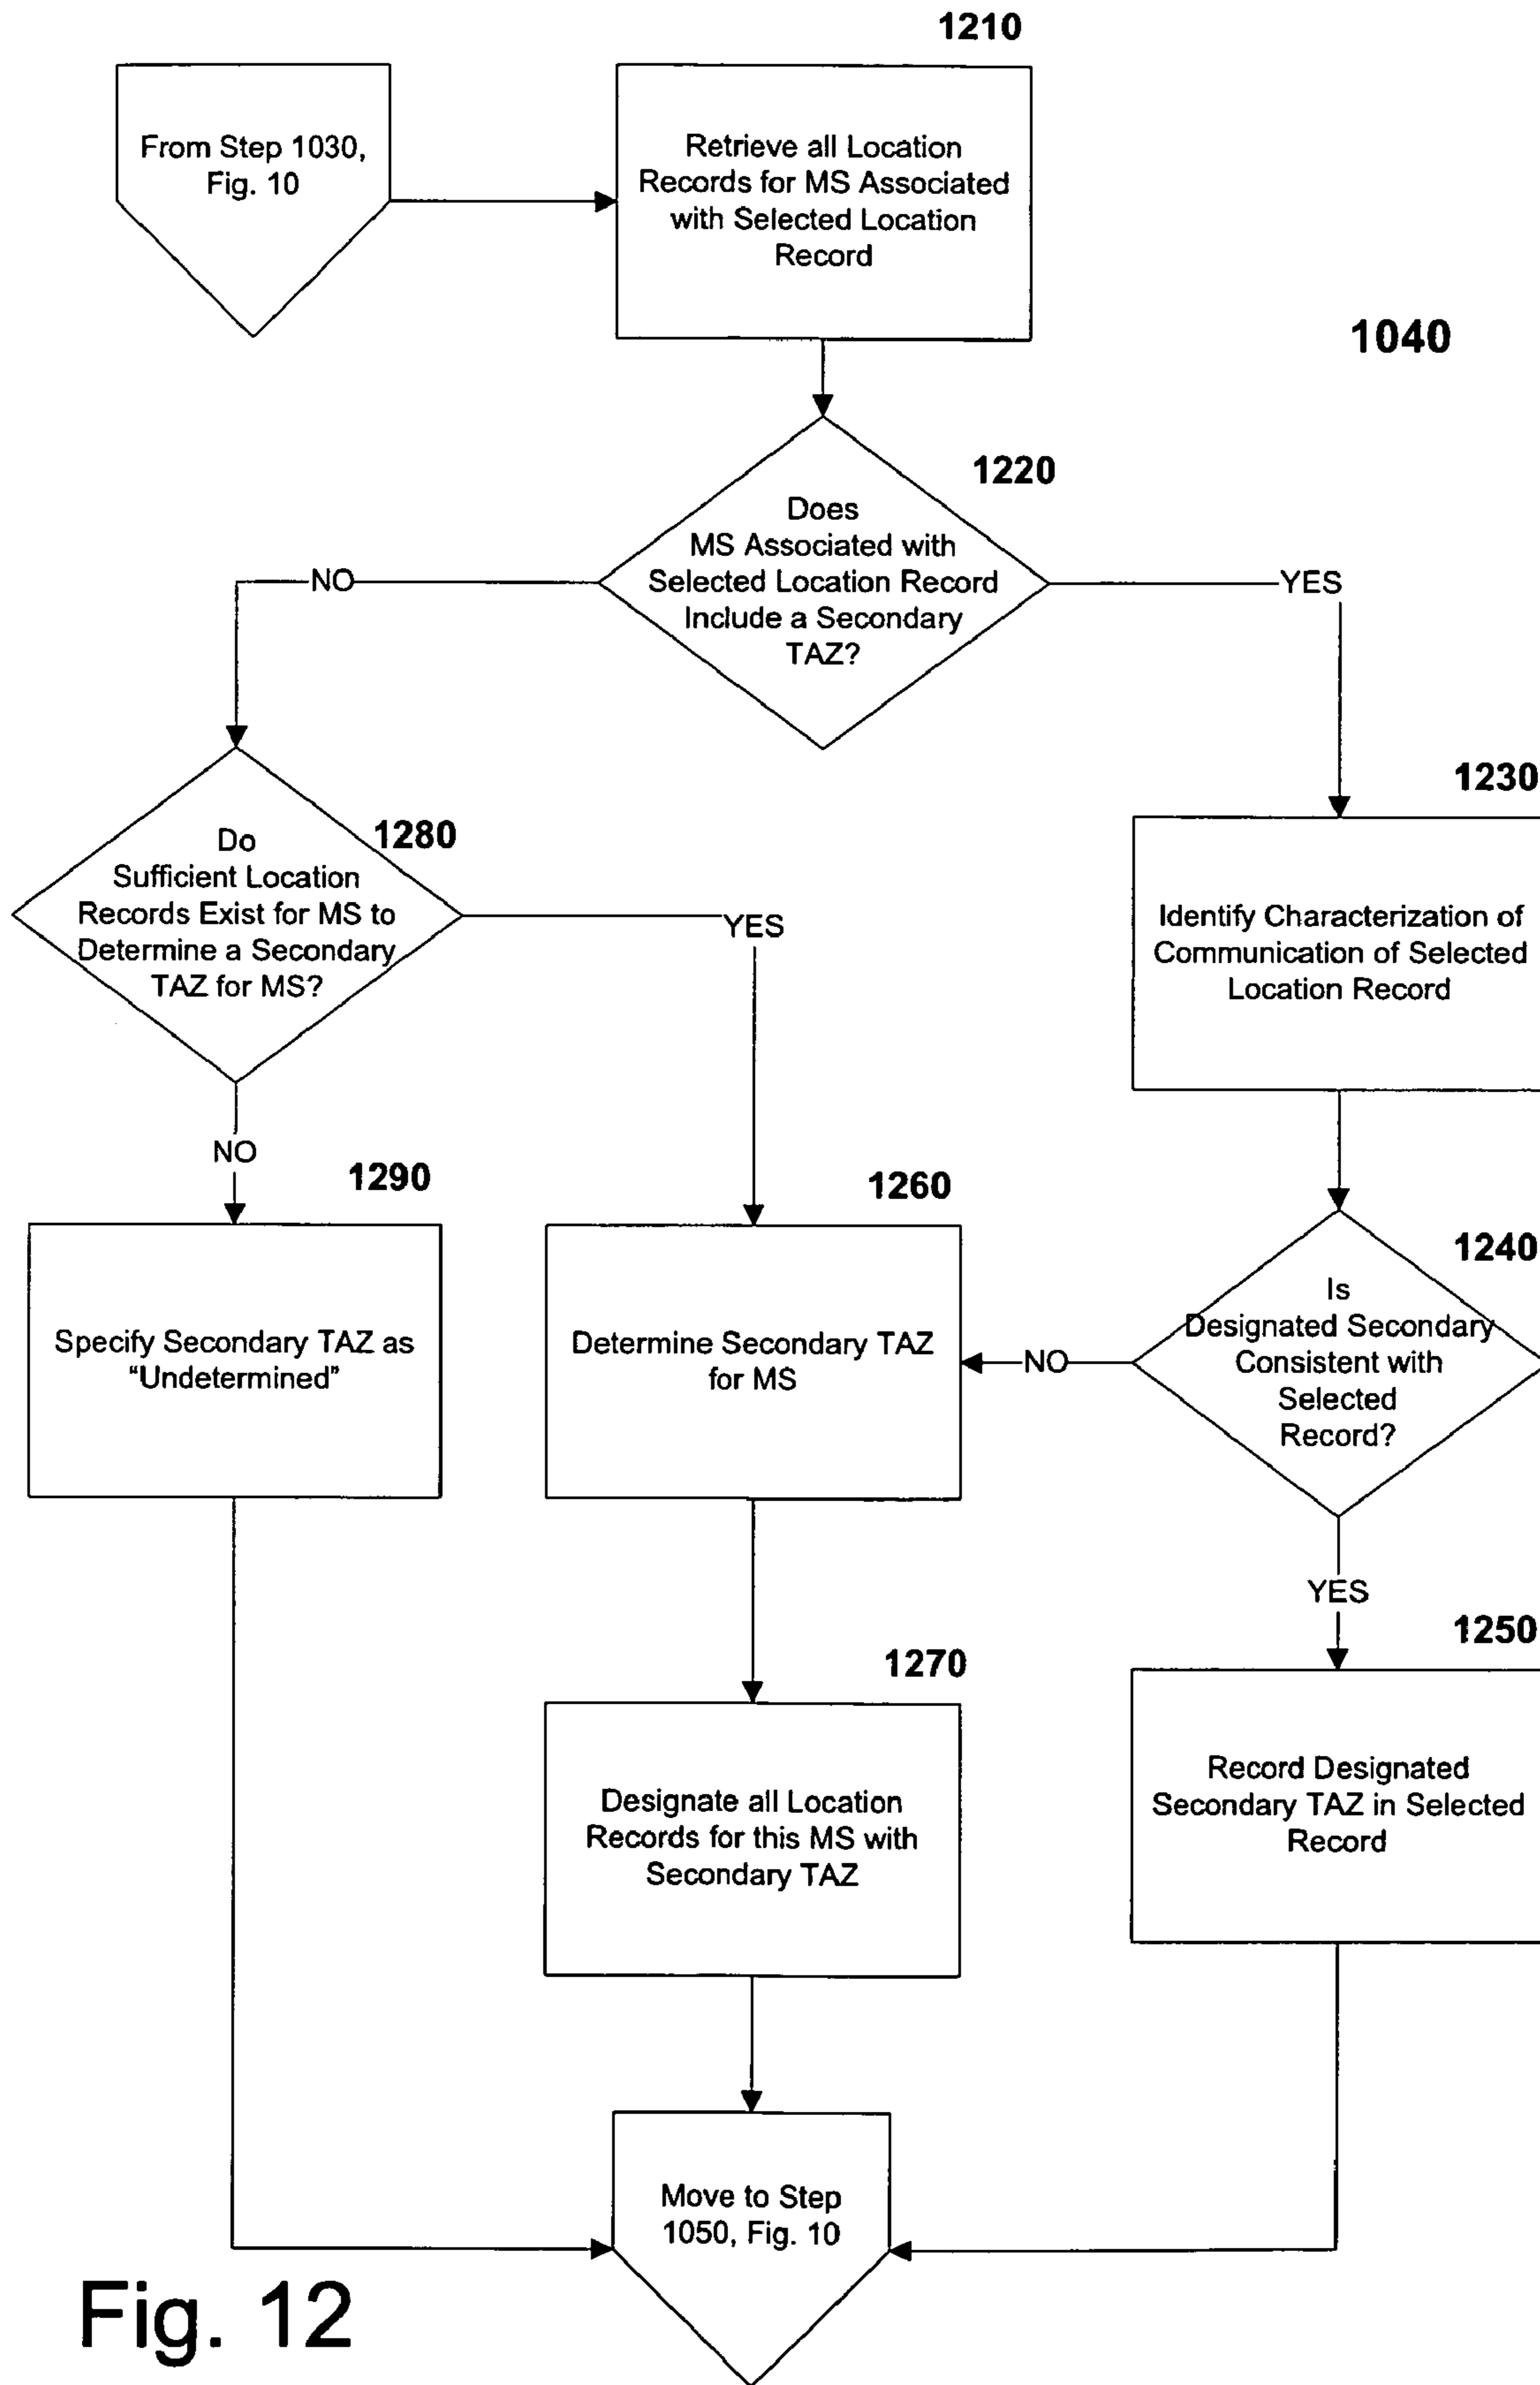 1210
From Step 1030,
Fig. 10
Retrieve all Location
Records for MS Associated
with Selected Location
Record
1040
1220
Does
MS Associated with
Selected Location Record
Include a Secondary
TAZ?
NO
YES
1230
1280
Do
Sufficient Location
Records Exist for MS to
Determine a Secondary
TAZ for MS?
YES
Identify Characterization of
Communication of Selected
Location Record
NO
1290
1260
1240
Specify Secondary TAZ as
"Undetermined"
Determine Secondary TAZ
for MS
NO
Is
Designated Secondary
Consistent with
Selected
Record?
YES
1250
1270
Designate all Location
Records for this MS with
Secondary TAZ
Record Designated
Secondary TAZ in Selected
Record
Move to Step
1050, Fig. 10
Fig. 12